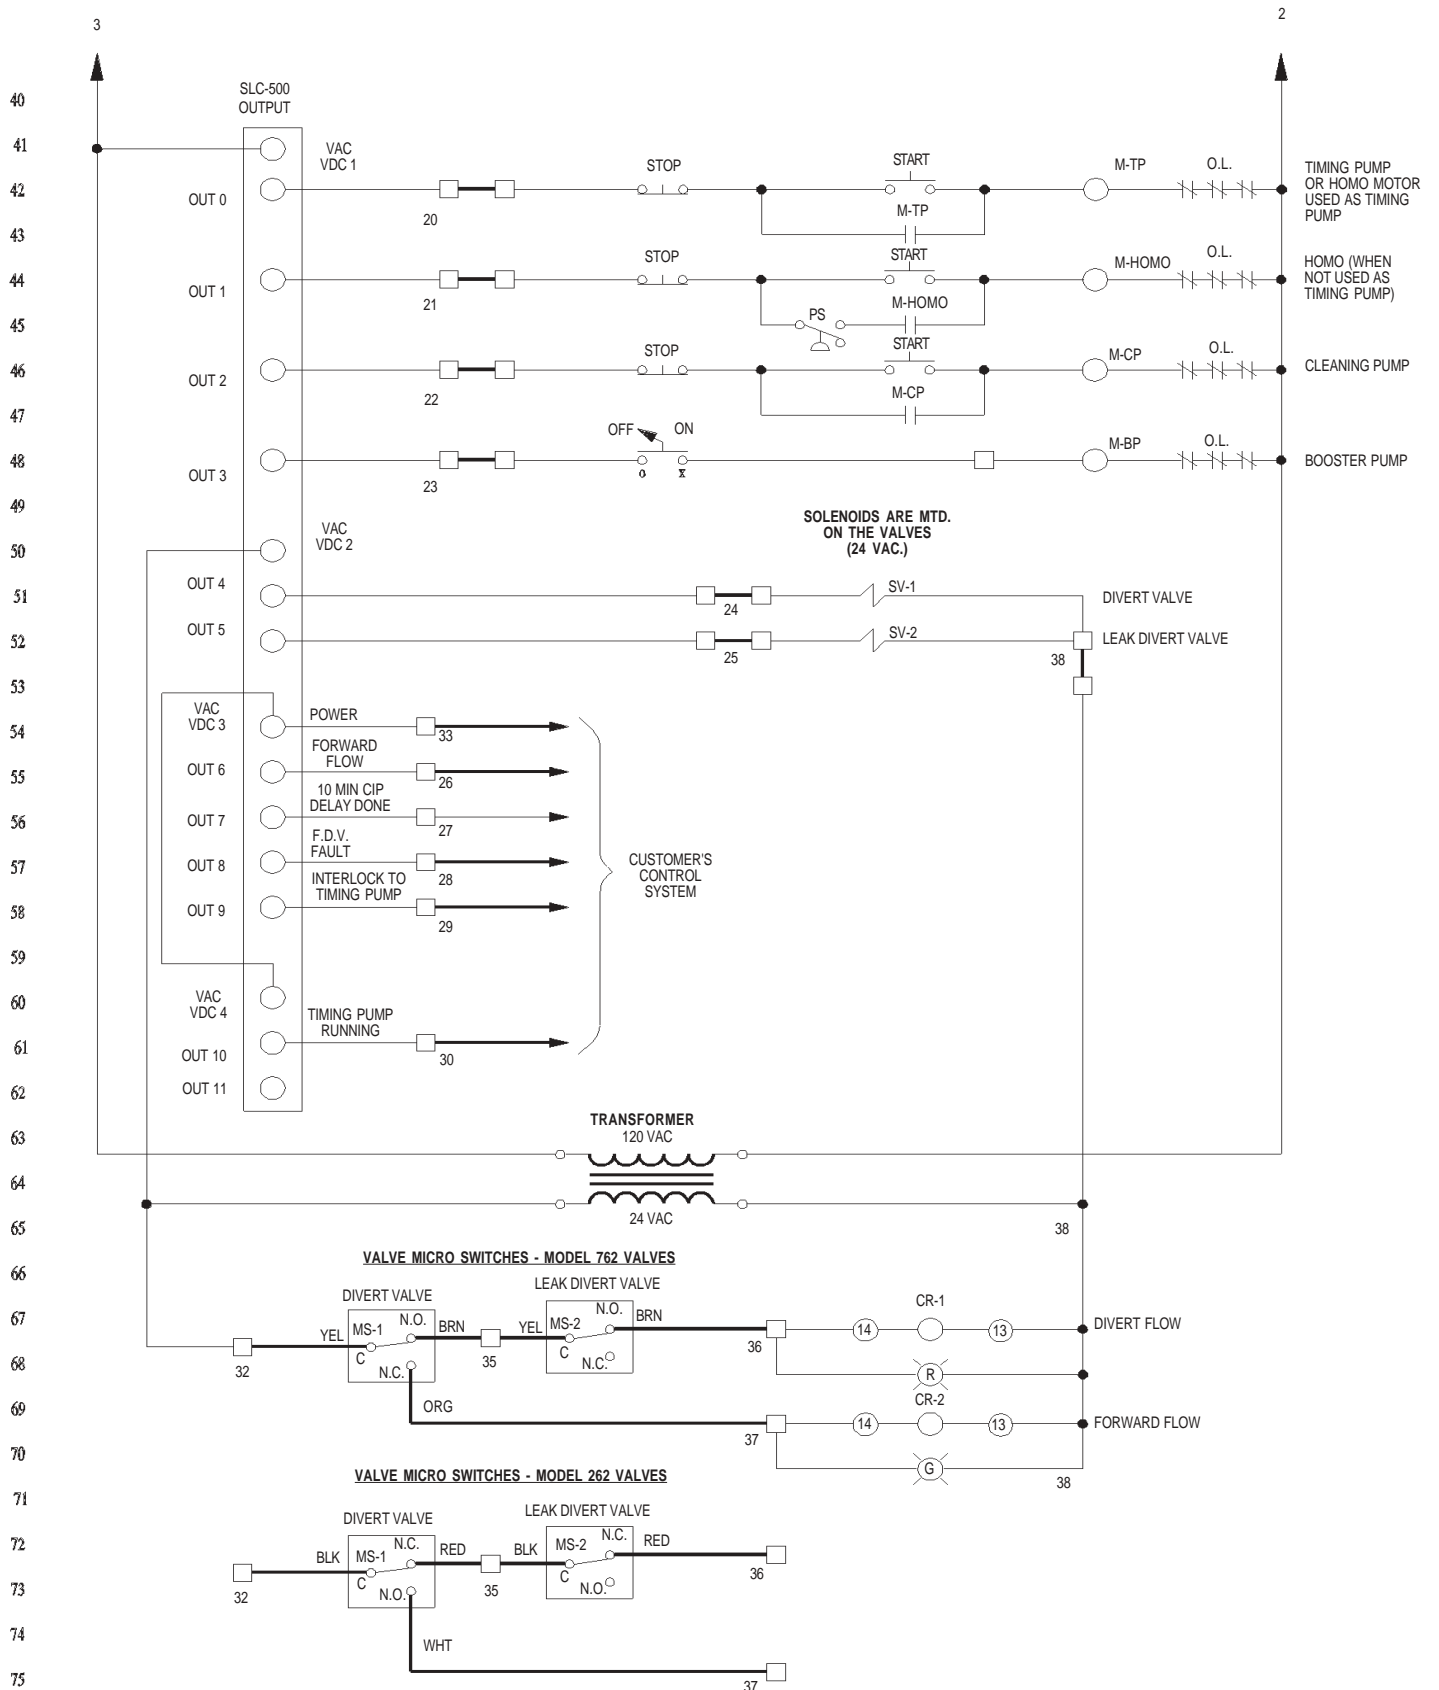 3
2
40
SLC-500
OUTPUT
41
VAC
VDC 1
STOP
START
M-TP
O.L.
42
OUT 0
TIMING PUMP
OR HOMO MOTOR
USED AS TIMING
PUMP
20
M-TP
43
STOP
START
M-HOMO
O.L.
44
OUT 1
HOMO (WHEN
NOT USED AS
TIMING PUMP)
21
M-HOMO
45
PS
STOP
START
M-CP
O.L.
46
OUT 2
CLEANING PUMP
22
M-CP
47
OFF
ON
M-BP
O.L.
48
OUT 3
BOOSTER PUMP
23
O
X
49
SOLENOIDS ARE MTD.
ON THE VALVES
(24 VAC.)
VAC
VDC 2
50
OUT 4
51
SV-1
DIVERT VALVE
24
OUT 5
52
SV-2
LEAK DIVERT VALVE
25
38
53
VAC
VDC 3
POWER
54
33
FORWARD
FLOW
OUT 6
55
26
10 MIN CIP
DELAY DONE
56
OUT 7
27
F.D.V.
FAULT
57
OUT 8
28
CUSTOMER'S
CONTROL
SYSTEM
INTERLOCK TO
TIMING PUMP
58
OUT 9
29
59
60
VAC
VDC 4
TIMING PUMP
RUNNING
61
OUT 10
30
62
OUT 11
TRANSFORMER
120 VAC
63
64
24 VAC
65
38
VALVE MICRO SWITCHES - MODEL 762 VALVES
66
DIVERT VALVE
LEAK DIVERT VALVE
67
YEL
MS-1
N.O.
BRN
YEL
MS-2
N.O.
BRN
CR-1
14
13
DIVERT FLOW
C
N.C.
C
N.C.
68
32
35
36
R
69
ORG
CR-2
14
13
FORWARD FLOW
70
37
G
38
VALVE MICRO SWITCHES - MODEL 262 VALVES
71
DIVERT VALVE
LEAK DIVERT VALVE
72
BLK
MS-1
N.C.
RED
BLK
MS-2
N.C.
RED
C
N.O.
C
N.O.
73
32
35
36
74
WHT
75
37